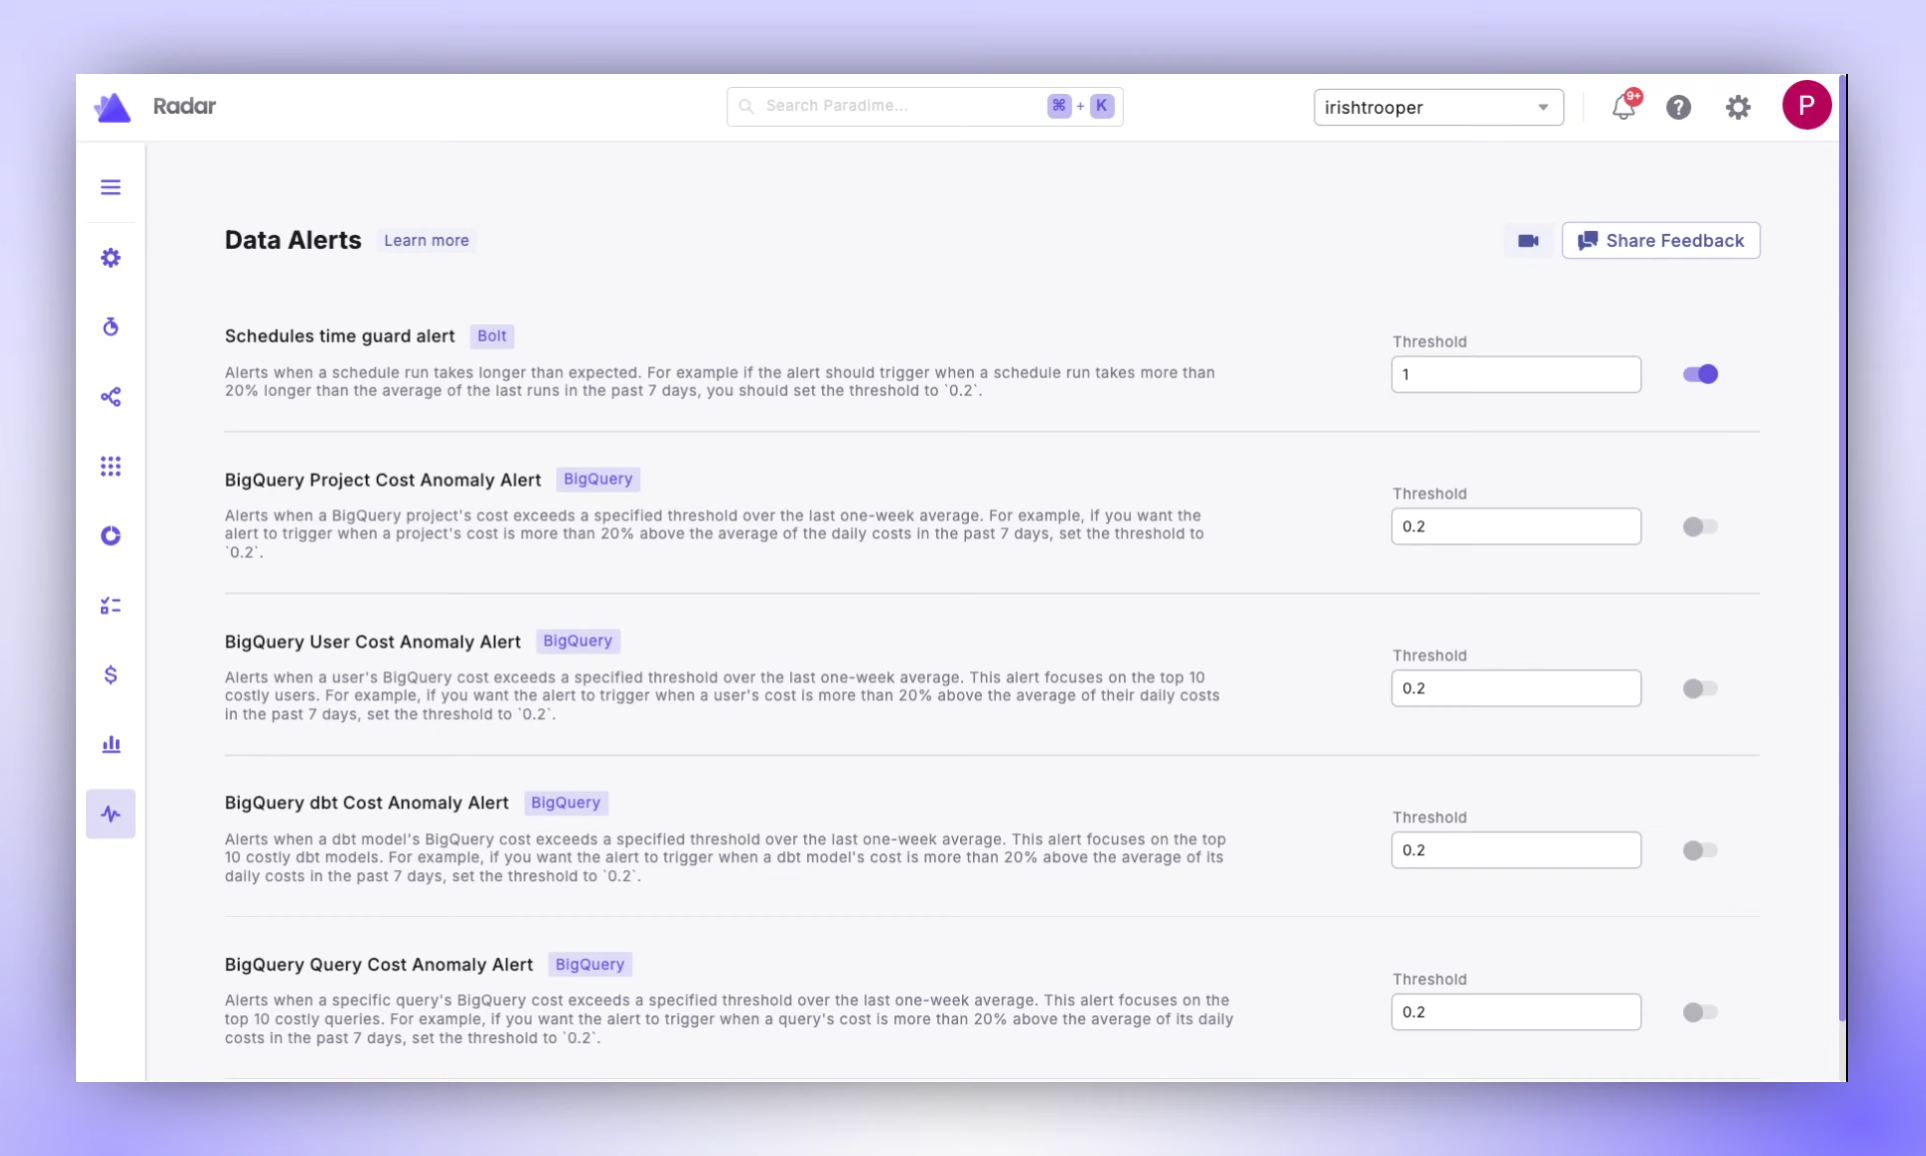 Radar
Search Paradime...
⌘ + K
irishtrooper
9+
?
P
Data Alerts
Learn more
Share Feedback
Schedules time guard alert
Bolt
Alerts when a schedule run takes longer than expected. For example if the alert should trigger when a schedule run takes more than
20% longer than the average of the last runs in the past 7 days, you should set the threshold to `0.2`.
Threshold
1
BigQuery Project Cost Anomaly Alert
BigQuery
Alerts when a BigQuery project's cost exceeds a specified threshold over the last one-week average. For example, if you want the
alert to trigger when a project's cost is more than 20% above the average of the daily costs in the past 7 days, set the threshold to
`0.2`.
Threshold
0.2
BigQuery User Cost Anomaly Alert
BigQuery
Alerts when a user's BigQuery cost exceeds a specified threshold over the last one-week average. This alert focuses on the top 10
costly users. For example, if you want the alert to trigger when a user's cost is more than 20% above the average of their daily costs
in the past 7 days, set the threshold to `0.2`.
Threshold
0.2
$
BigQuery dbt Cost Anomaly Alert
BigQuery
Alerts when a dbt model's BigQuery cost exceeds a specified threshold over the last one-week average. This alert focuses on the top
10 costly dbt models. For example, if you want the alert to trigger when a dbt model's cost is more than 20% above the average of its
daily costs in the past 7 days, set the threshold to `0.2`.
Threshold
0.2
BigQuery Query Cost Anomaly Alert
BigQuery
Alerts when a specific query's BigQuery cost exceeds a specified threshold over the last one-week average. This alert focuses on the
top 10 costly queries. For example, if you want the alert to trigger when a query's cost is more than 20% above the average of its daily
costs in the past 7 days, set the threshold to `0.2`.
Threshold
0.2